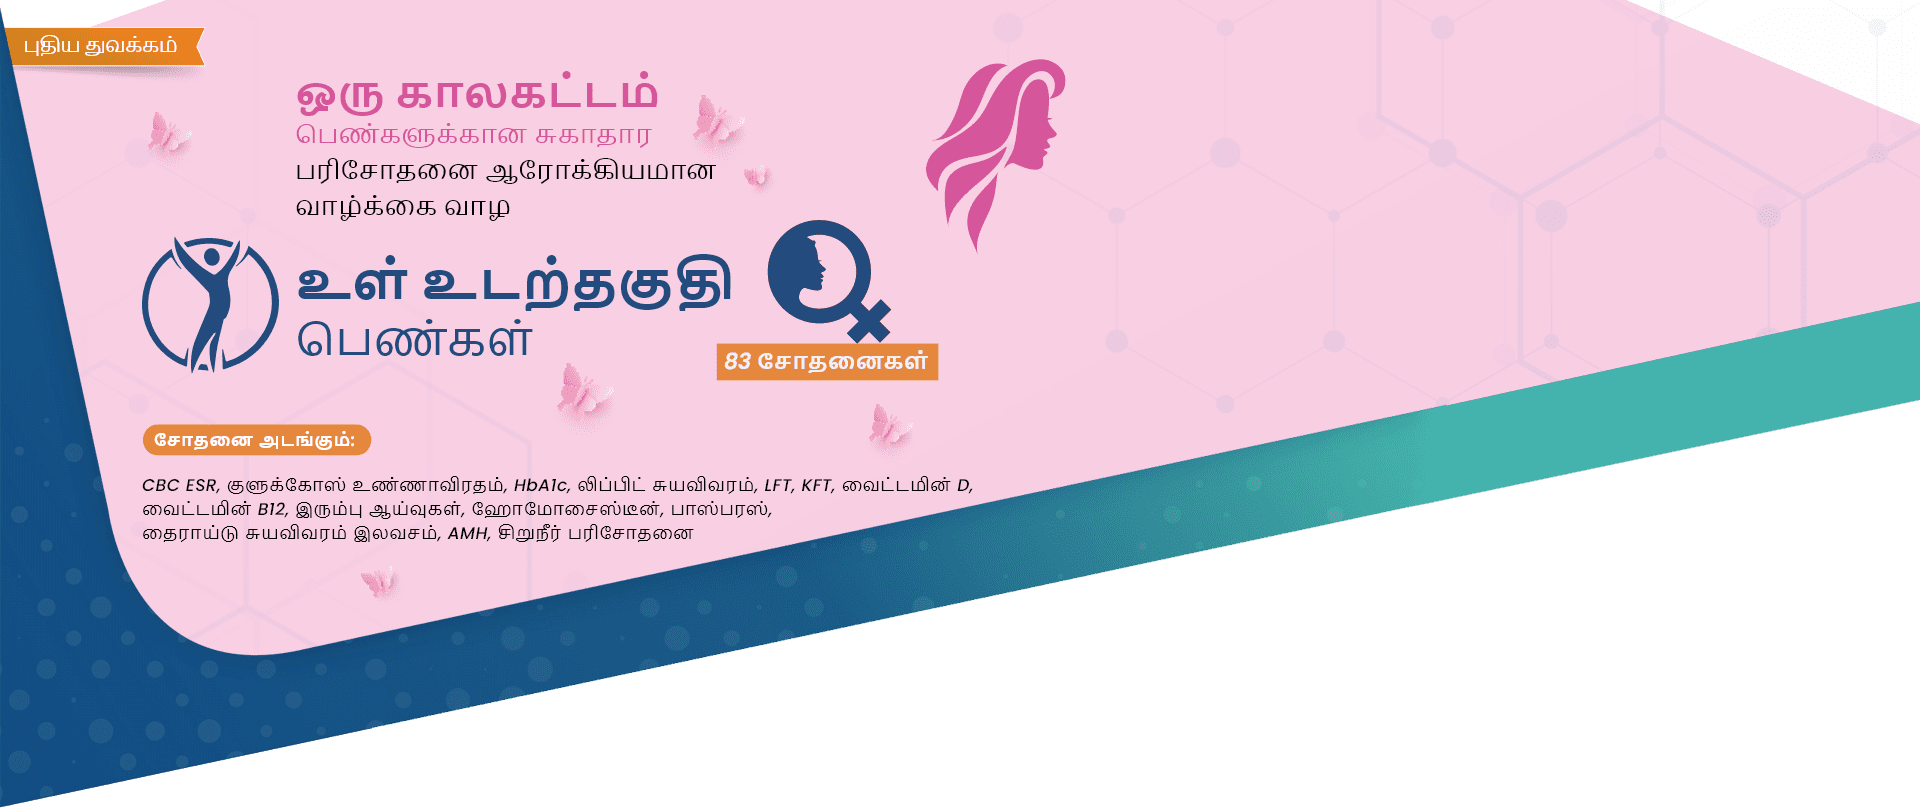 புதிய துவக்கம்
ஒரு காலகட்டம்
பெண்களுக்கான சுகாதார
பரிசோதனை ஆரோக்கியமான
வாழ்க்கை வாழ
உள் உடற்தகுதி
பெண்கள்
83 சோதனைகள்
சோதனை அடங்கும்:
CBC ESR, குளுக்கோஸ் உண்ணாவிரதம், HbA1c, லிப்பிட் சுயவிவரம், LFT, KFT, வைட்டமின் D,
வைட்டமின் B12, இரும்பு ஆய்வுகள், ஹோமோசைஸ்டீன், பாஸ்பரஸ்,
தைராய்டு சுயவிவரம் இலவசம், AMH, சிறுநீர் பரிசோதனை